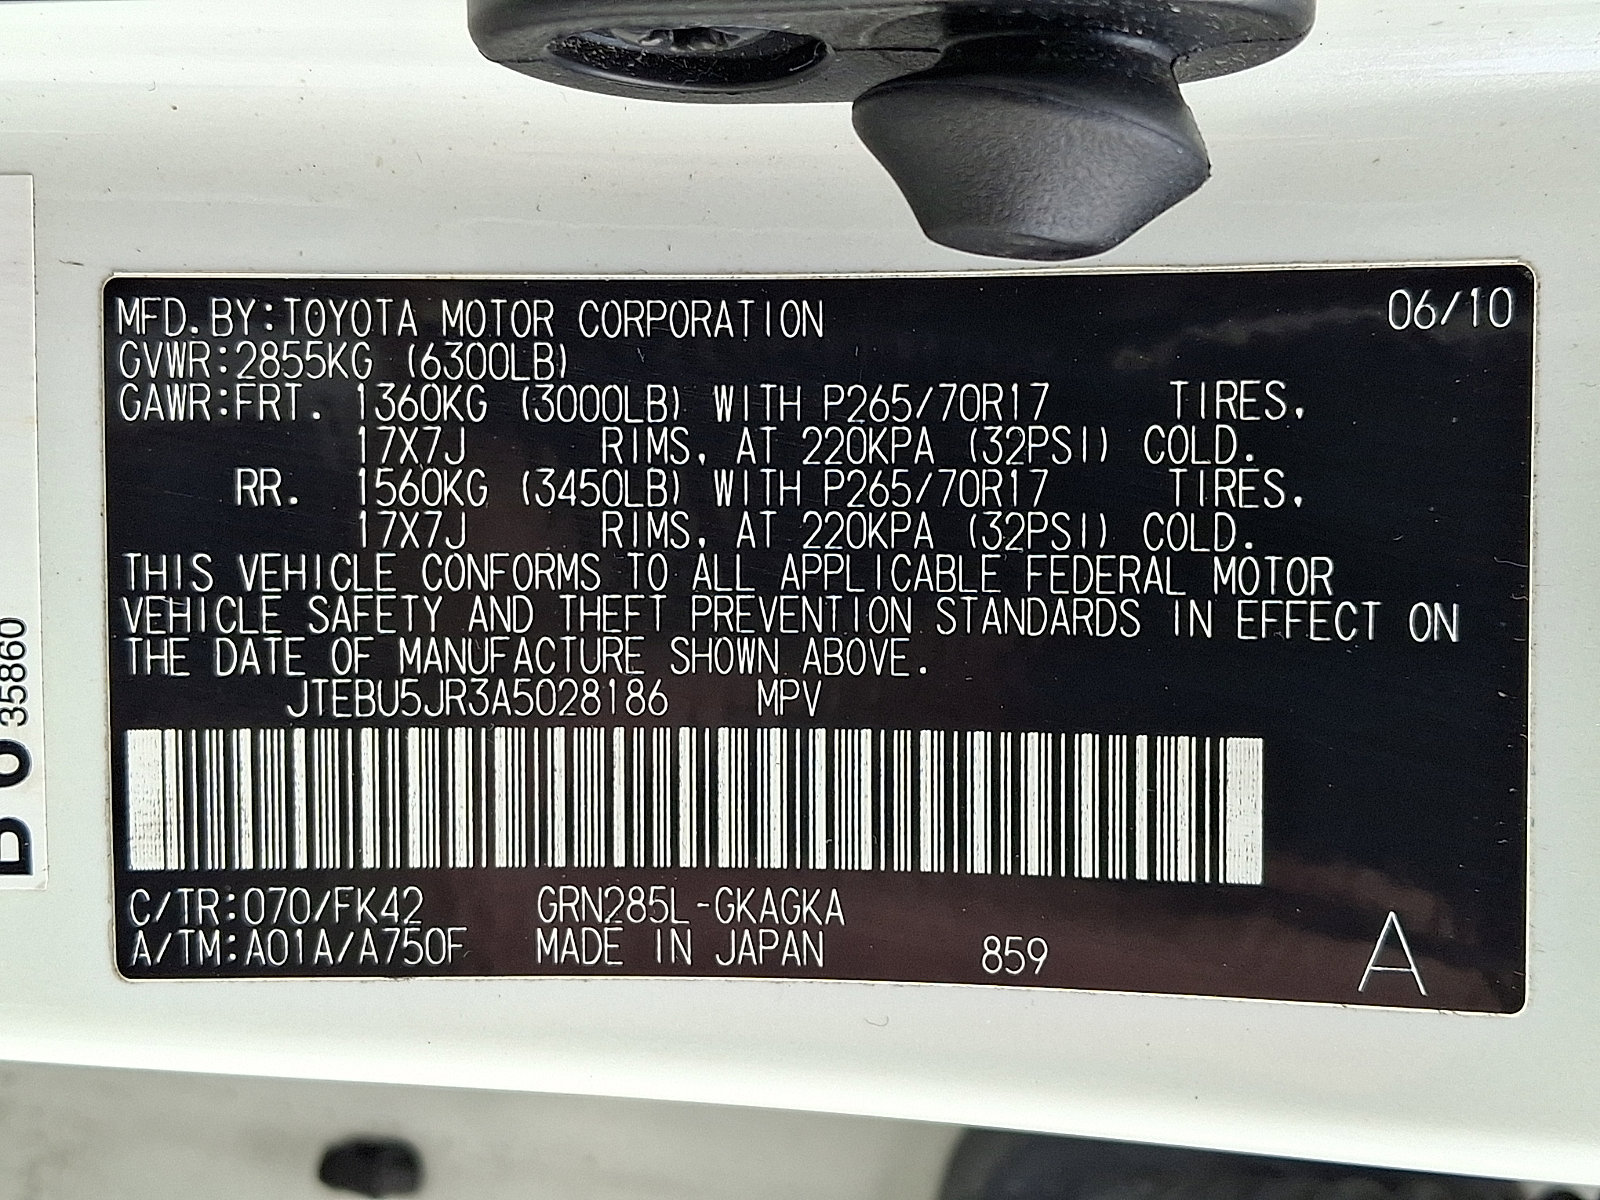 MFD. BY:TOYOTA MOTOR CORPORATION 06/10
GVWR:2855KG (6300LB)
GAWR:FRT. 1360KG (3000LB) WITH P265/70R17 TIRES,
17X7J RIMS, AT 220KPA (32PSI) COLD.
RR. 1560KG (3450LB) WITH P265/70R17 TIRES,
17X7J RIMS, AT 220KPA (32PSI) COLD.
THIS VEHICLE CONFORMS TO ALL APPLICABLE FEDERAL MOTOR
VEHICLE SAFETY AND THEFT PREVENTION STANDARDS IN EFFECT ON
THE DATE OF MANUFACTURE SHOWN ABOVE.
JTEBU5JR3A5028186 MPV
C/TR:070/FK42 GRN285L-GKAGKA
A/TM:A01A/A750F MADE IN JAPAN 859 A
35860